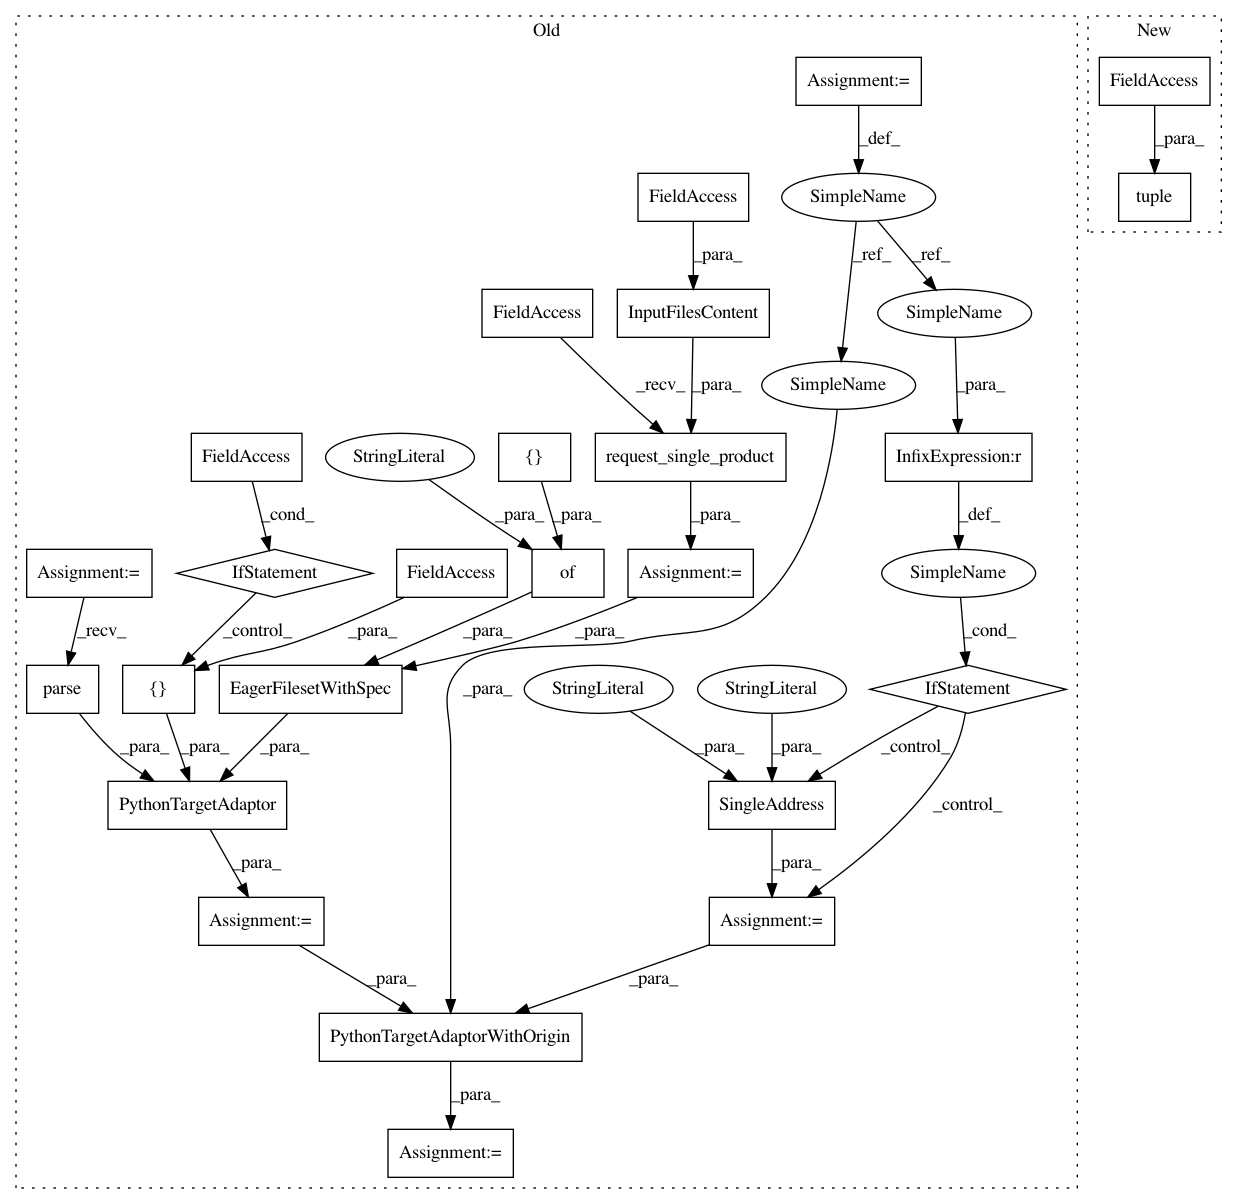 Old
New
Assignment:=
FieldAccess
_def_
_para_
FieldAccess
SimpleName
tuple
_para_
_ref_
_ref_
FieldAccess
InputFilesContent
SimpleName
_recv_
_para_
SimpleName
_para_
FieldAccess
StringLiteral
{}
request_single_product
InfixExpression:r
_cond_
_para_
_para_
_para_
_def_
Assignment:=
IfStatement
FieldAccess
of
Assignment:=
SimpleName
_recv_
_control_
_para_
_para_
_para_
_cond_
parse
{}
EagerFilesetWithSpec
_para_
StringLiteral
StringLiteral
IfStatement
_para_
_para_
_para_
_para_
_para_
_control_
PythonTargetAdaptor
SingleAddress
_control_
_para_
_para_
Assignment:=
Assignment:=
_para_
_para_
PythonTargetAdaptorWithOrigin
_para_
Assignment:=